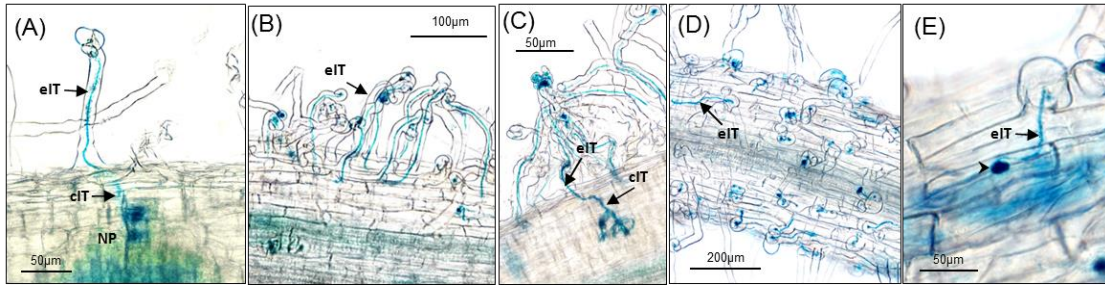 (A)
eIT
cIT
NP
50µm
(B)
100µm
eIT
(C)
50µm
eIT
cIT
(D)
eIT
200µm
(E)
eIT
50µm